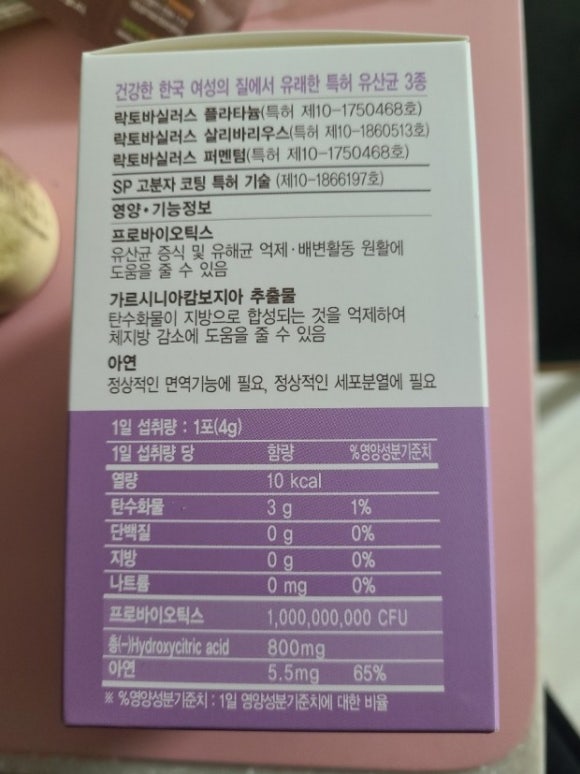 건강한 한국 여성의 질에서 유래한 특허 유산균 3종
락토바실러스 플라타늄(특허 제10-1750468호)
락토바실러스 살리바리우스(특허 제10-1860513호)
락토바실러스 퍼멘텀(특허 제10-1750468호)
SP 고분자 코팅 특허 기술 (제10-1866197호)
영양·기능정보
프로바이오틱스
유산균 증식 및 유해균 억제·배변활동 원활에
도움을 줄 수 있음
가르시니아캄보지아 추출물
탄수화물이 지방으로 합성되는 것을 억제하여
체지방 감소에 도움을 줄 수 있음
아연
정상적인 면역기능에 필요, 정상적인 세포분열에 필요
1일 섭취량 : 1포(4g)
1일 섭취량 당 함량 %영양성분기준치
열량 10 kcal
탄수화물 3 g 1%
단백질 0 g 0%
지방 0 g 0%
나트륨 0 mg 0%
프로바이오틱스 1,000,000,000 CFU
총(-)Hydroxycitric acid 800mg
아연 5.5mg 65%
※ %영양성분기준치 : 1일 영양성분기준치에 대한 비율